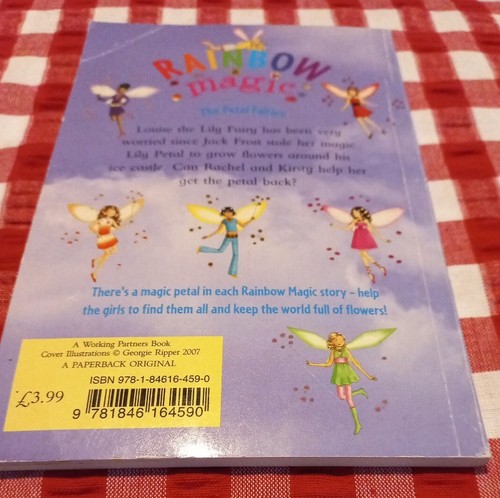 RAINBOW
magic
The Petal Fairies
Louise the Lily Fairy has been very
worried since Jack Frost stole her magic
Lily Petal to grow flowers around his
ice castle. Can Rachel and Kirsty help her
get the petal back?
There's a magic petal in each Rainbow Magic story – help
the girls to find them all and keep the world full of flowers!
A Working Partners Book
Cover Illustrations © Georgie Ripper 2007
A PAPERBACK ORIGINAL
ISBN 978-1-84616-459-0
£3.99
9 781846 164590